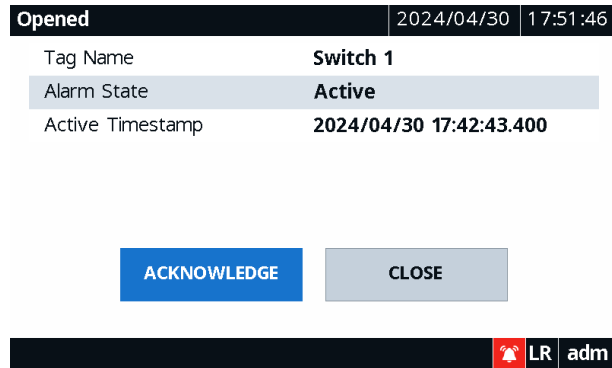 Opened 2024/04/30 17:51:46
Tag Name Switch 1
Alarm State Active
Active Timestamp 2024/04/30 17:42:43.400
ACKNOWLEDGE CLOSE
LR adm